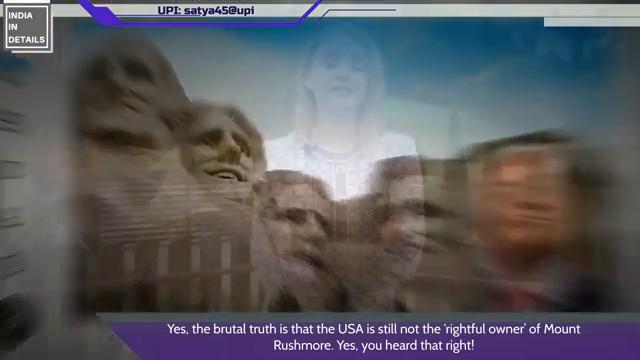 INDIA
IN
DETAILS
UPI: satya45@upi
Yes, the brutal truth is that the USA is still not the 'rightful owner' of Mount
Rushmore. Yes, you heard that right!